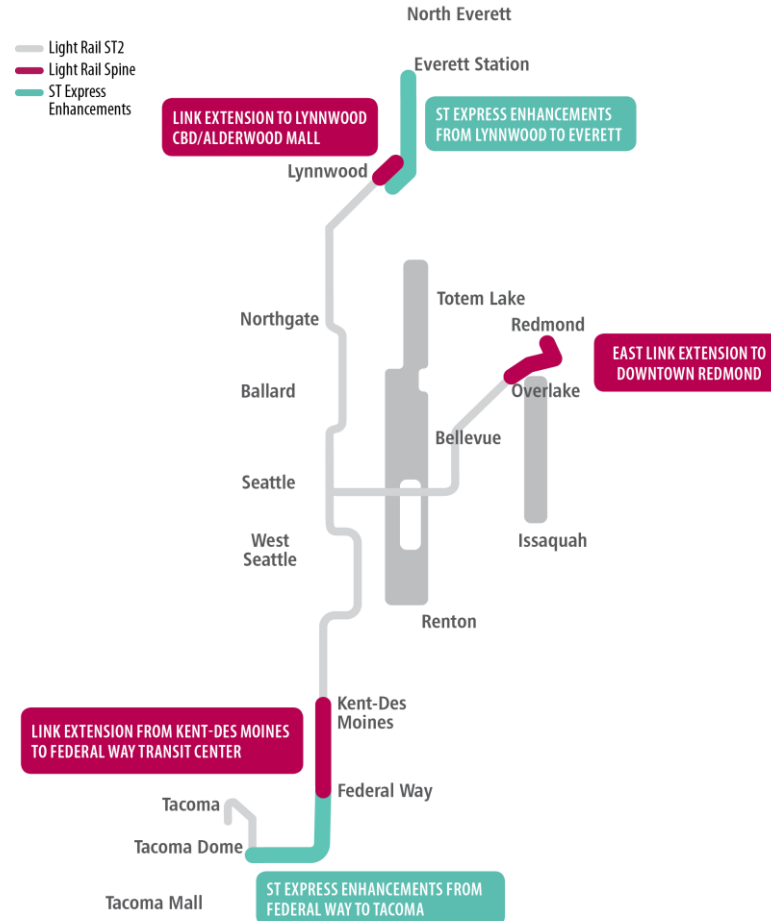 North Everett
Light Rail ST2
Light Rail Spine
ST Express
Enhancements
Everett Station
LINK EXTENSION TO LYNNWOOD
CBD/ALDERWOOD MALL
ST EXPRESS ENHANCEMENTS
FROM LYNNWOOD TO EVERETT
Lynnwood
Totem Lake
Northgate
Redmond
EAST LINK EXTENSION TO
DOWNTOWN REDMOND
Ballard
Overlake
Bellevue
Seattle
West
Seattle
Issaquah
Renton
Kent-Des
Moines
LINK EXTENSION FROM KENT-DES MOINES
TO FEDERAL WAY TRANSIT CENTER
Federal Way
Tacoma
Tacoma Dome
Tacoma Mall
ST EXPRESS ENHANCEMENTS FROM
FEDERAL WAY TO TACOMA